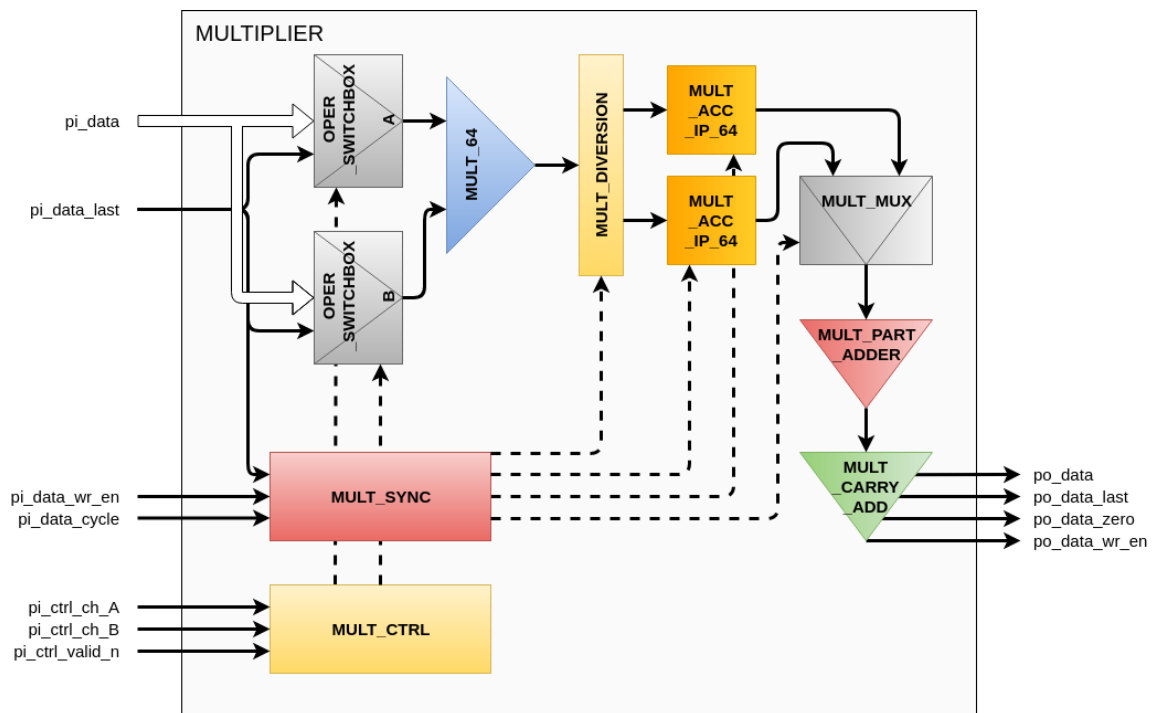 MULTIPLIER
pi_data
pi_data_last
OPER
_SWITCHBOX
A
OPER
_SWITCHBOX
B
MULT_64
MULT_DIVERSION
MULT
_ACC
_IP_64
MULT
_ACC
_IP_64
MULT_MUX
MULT_PART
_ADDER
MULT
_CARRY
_ADD
po_data
po_data_last
po_data_zero
po_data_wr_en
pi_data_wr_en
pi_data_cycle
MULT_SYNC
pi_ctrl_ch_A
pi_ctrl_ch_B
pi_ctrl_valid_n
MULT_CTRL